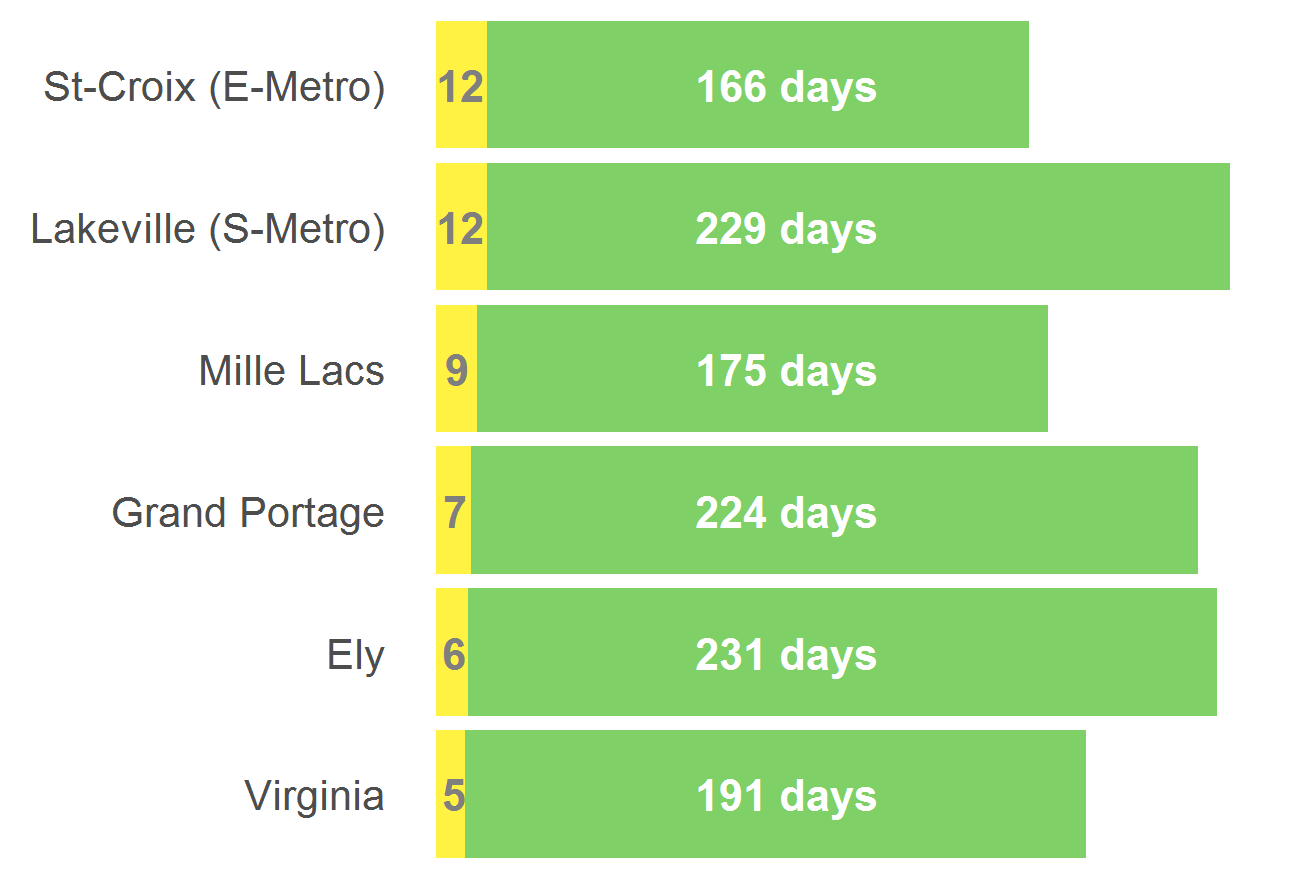 St-Croix (E-Metro) 12 166 days
Lakeville (S-Metro) 12 229 days
Mille Lacs 9 175 days
Grand Portage 7 224 days
Ely 6 231 days
Virginia 5 191 days